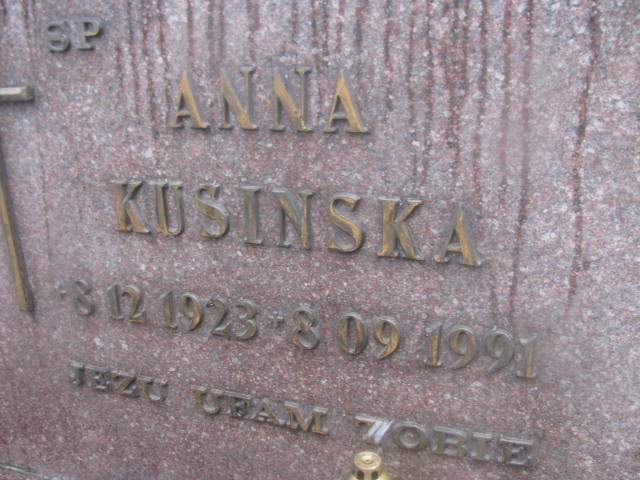 SP
ANNA
KUSINSKA
*8 12 1923 +8 09 1991
JEZU UFAM TOBIE